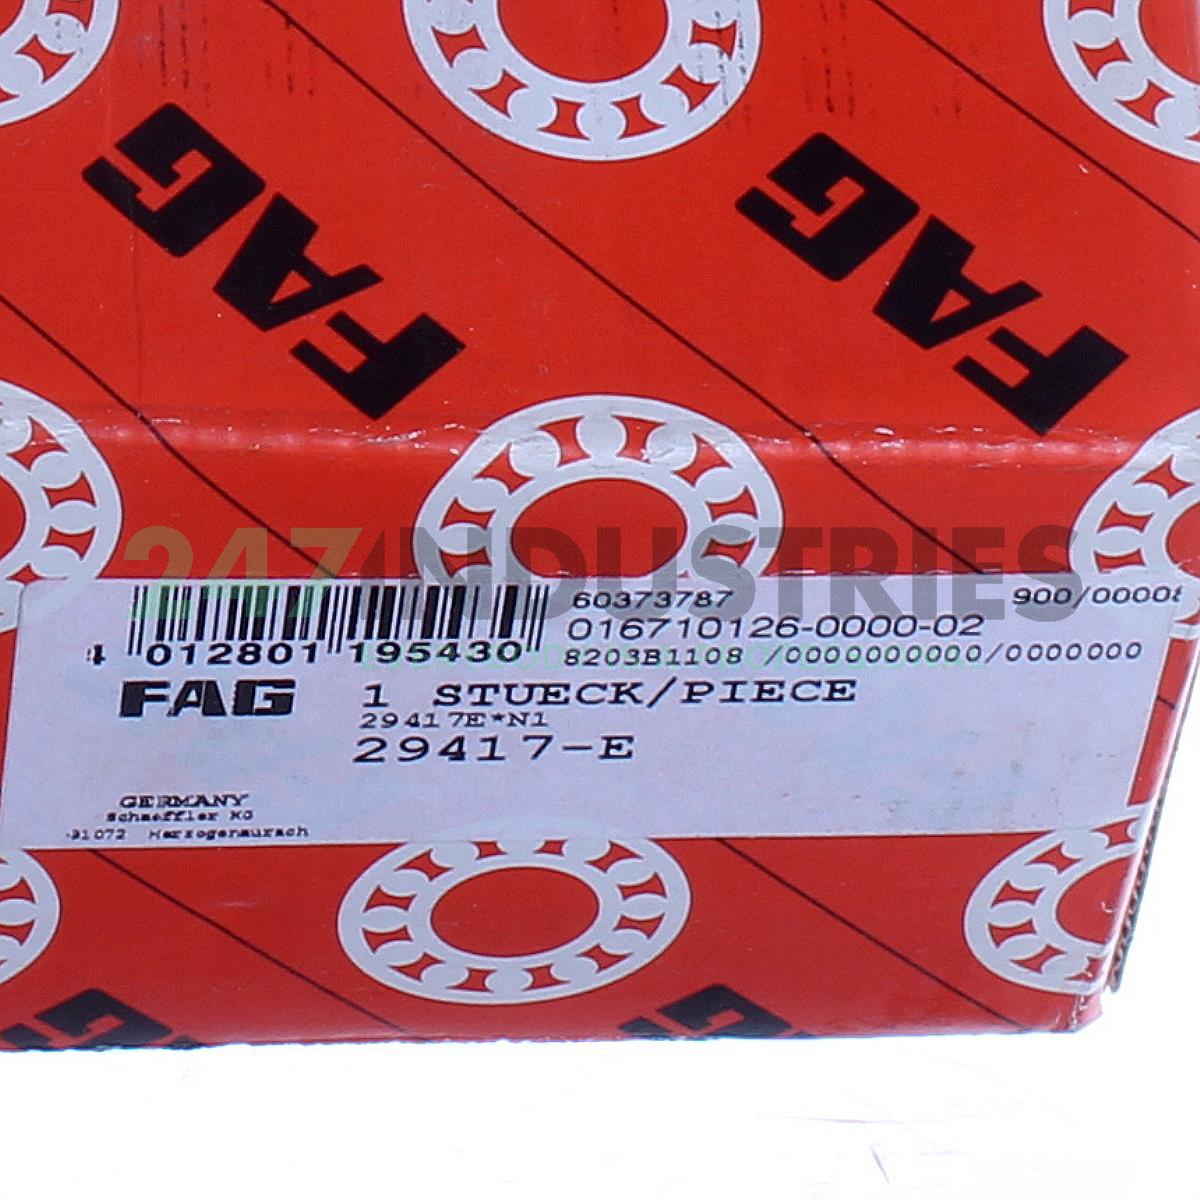 FAG
FAG
247INDUSTRIES
60373787
900/00008
016710126-0000-02
4 012801 195430
8203B1108 /0000000000/0000000
FAG
1 STUECK/PIECE
29417E*N1
29417-E
GERMANY
Schaeffler KG
91072 Herzogenaurach